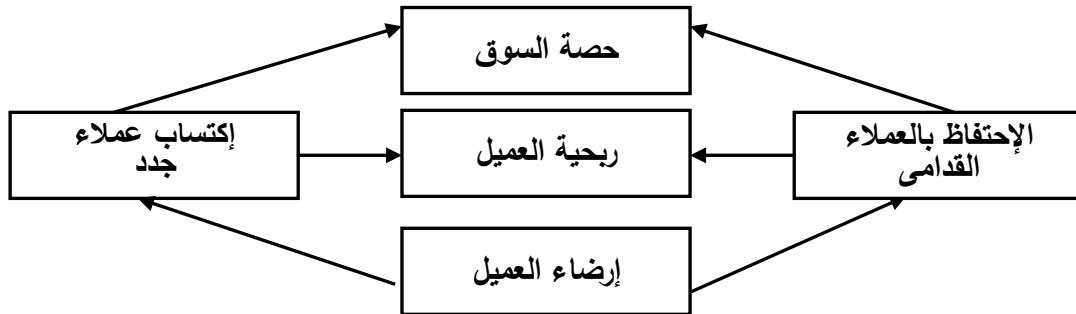 حصة السوق
الإحتفاظ بالعملاء
القدامى
ربحية العميل
إكتساب عملاء
جدد
إرضاء العميل